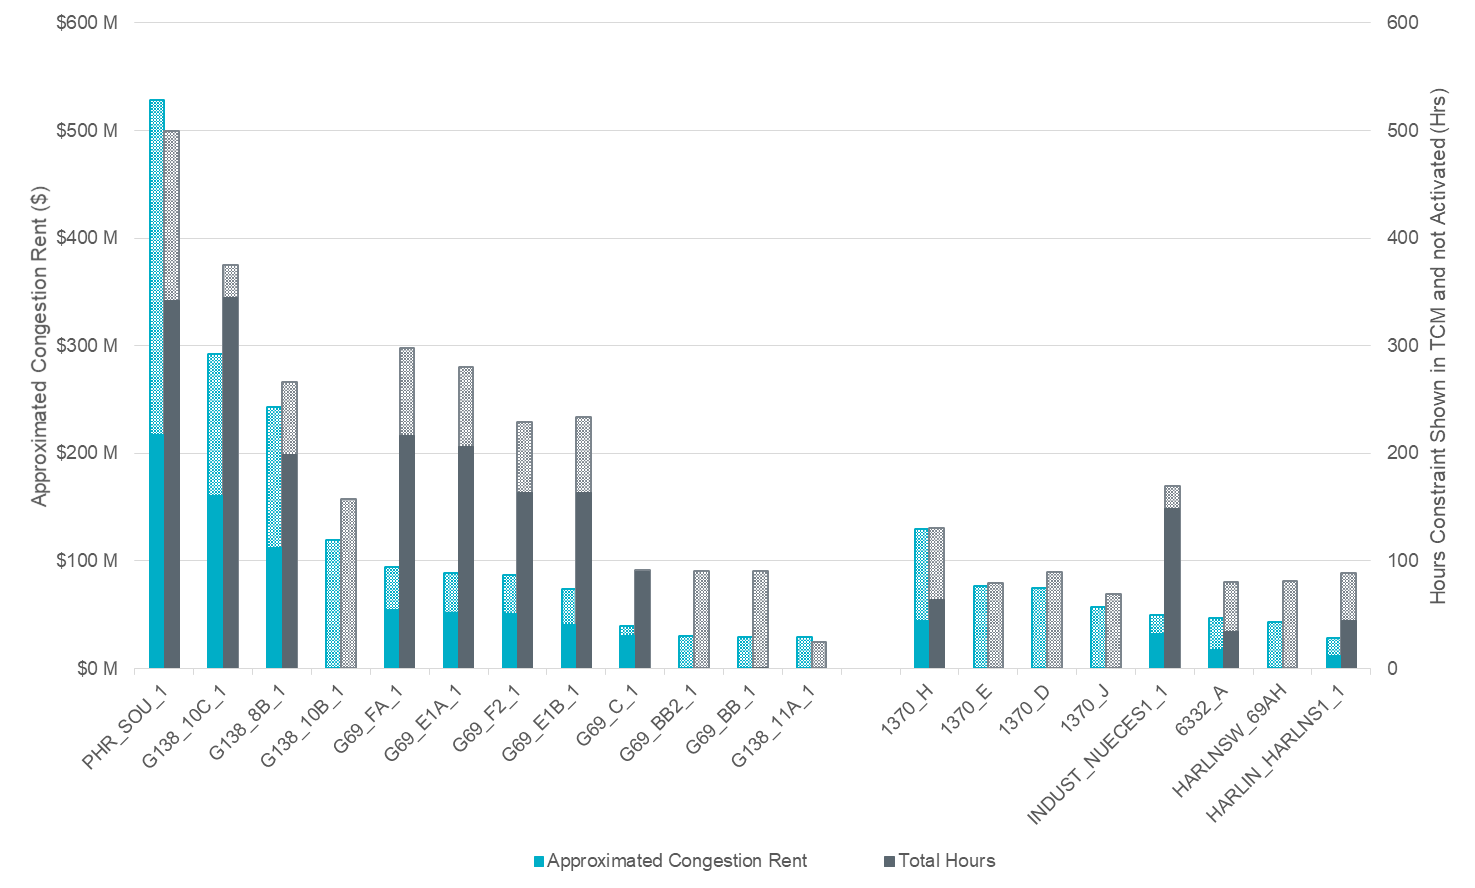 $600 M
$500 M
$400 M
$300 M
$200 M
$100 M
$0 M
Approximated Congestion Rent ($)
600
500
400
300
200
100
0
Hours Constraint Shown in TCM and not Activated (Hrs)
PHR_SOU_1
G138_10C_1
G138_8B_1
G138_10B_1
G69_FA_1
G69_E1A_1
G69_F2_1
G69_E1B_1
G69_C_1
G69_BB2_1
G69_BB_1
G138_11A_1
1370_H
1370_E
1370_D
1370_J
INDUST_NUECES1_1
6332_A
HARLNSW_69AH
HARLIN_HARLNS1_1
Approximated Congestion Rent
Total Hours